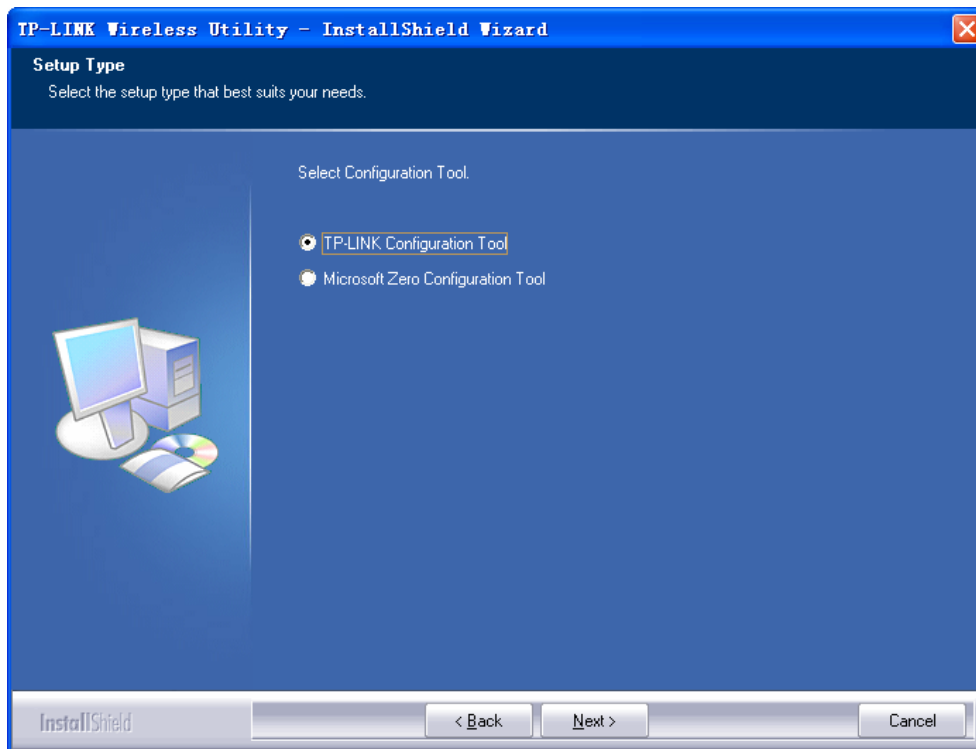 TP-LINK Wireless Utility - InstallShield Wizard
Setup Type
Select the setup type that best suits your needs.
Select Configuration Tool.
TP-LINK Configuration Tool
Microsoft Zero Configuration Tool
InstallShield
< Back
Next >
Cancel